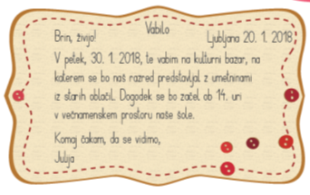 Vabilo
Brin, živjo!
Ljubljana 20. 1. 2018
V petek, 30. 1. 2018, te vabim na kulturni bazar, na
katerem se bo naš razred predstavljal z umetninami
iz starih oblačil. Dogodek se bo začel ob 14. uri
v večnamenskem prostoru naše šole.
Komaj čakam, da se vidimo,
Julija